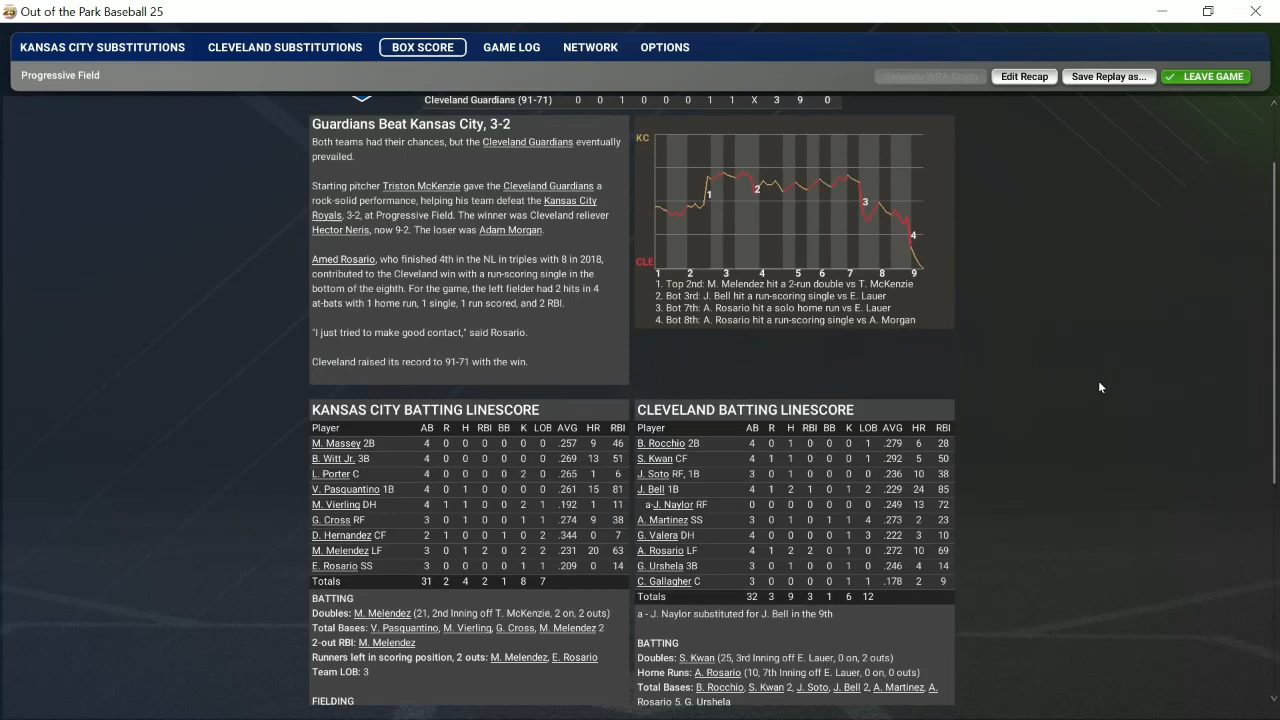 Out of the Park Baseball 25
KANSAS CITY SUBSTITUTIONS CLEVELAND SUBSTITUTIONS BOX SCORE GAME LOG NETWORK OPTIONS
Progressive Field Generate WPA Graph Edit Recap Save Replay as... LEAVE GAME
Cleveland Guardians (91-71) 0 0 1 0 0 0 1 1 X 3 9 0
Guardians Beat Kansas City, 3-2
Both teams had their chances, but the Cleveland Guardians eventually
prevailed.
Starting pitcher Triston McKenzie gave the Cleveland Guardians a
rock-solid performance, helping his team defeat the Kansas City
Royals, 3-2, at Progressive Field. The winner was Cleveland reliever
Hector Neris, now 9-2. The loser was Adam Morgan.
Amed Rosario, who finished 4th in the NL in triples with 8 in 2018,
contributed to the Cleveland win with a run-scoring single in the
bottom of the eighth. For the game, the left fielder had 2 hits in 4
at-bats with 1 home run, 1 single, 1 run scored, and 2 RBI.
"I just tried to make good contact," said Rosario.
Cleveland raised its record to 91-71 with the win.
KC
1
2
3
4
CLE
1 2 3 4 5 6 7 8 9
1. Top 2nd: M. Melendez hit a 2-run double vs T. McKenzie
2. Bot 3rd: J. Bell hit a run-scoring single vs E. Lauer
3. Bot 7th: A. Rosario hit a solo home run vs E. Lauer
4. Bot 8th: A. Rosario hit a run-scoring single vs A. Morgan
KANSAS CITY BATTING LINESCORE
Player AB R H RBI BB K LOB AVG HR RBI
M. Massey 2B 4 0 0 0 0 0 0 .257 9 46
B. Witt Jr. 3B 4 0 0 0 0 0 0 .269 13 51
L. Porter C 4 0 0 0 0 2 0 .265 1 6
V. Pasquantino 1B 4 0 1 0 0 0 0 .261 15 81
M. Vierling DH 4 1 1 0 0 2 1 .192 1 11
G. Cross RF 3 0 1 0 0 1 1 .274 9 38
D. Hernandez CF 2 1 0 0 1 0 2 .344 0 7
M. Melendez LF 3 0 1 2 0 2 2 .231 20 63
E. Rosario SS 3 0 0 0 0 1 1 .209 0 14
Totals 31 2 4 2 1 8 7
BATTING
Doubles: M. Melendez (21, 2nd Inning off T. McKenzie, 2 on, 2 outs)
Total Bases: V. Pasquantino, M. Vierling, G. Cross, M. Melendez 2
2-out RBI: M. Melendez
Runners left in scoring position, 2 outs: M. Melendez, E. Rosario
Team LOB: 3
FIELDING
CLEVELAND BATTING LINESCORE
Player AB R H RBI BB K LOB AVG HR RBI
B. Rocchio 2B 4 0 1 0 0 0 1 .279 6 28
S. Kwan CF 4 1 1 0 0 0 1 .292 5 50
J. Soto RF, 1B 3 0 1 0 0 0 0 .236 10 38
J. Bell 1B 4 1 2 1 0 1 2 .229 24 85
a-J. Naylor RF 0 0 0 0 0 0 0 .249 13 72
A. Martinez SS 3 0 1 0 1 1 4 .273 2 23
G. Valera DH 4 0 0 0 0 1 3 .222 3 10
A. Rosario LF 4 1 2 2 0 1 0 .272 10 69
G. Urshela 3B 3 0 1 0 0 1 0 .246 4 14
C. Gallagher C 3 0 0 0 0 1 1 .178 2 9
Totals 32 3 9 3 1 6 12
a - J. Naylor substituted for J. Bell in the 9th
BATTING
Doubles: S. Kwan (25, 3rd Inning off E. Lauer, 0 on, 2 outs)
Home Runs: A. Rosario (10, 7th Inning off E. Lauer, 0 on, 0 outs)
Total Bases: B. Rocchio, S. Kwan 2, J. Soto, J. Bell 2, A. Martinez, A.
Rosario 5, G. Urshela